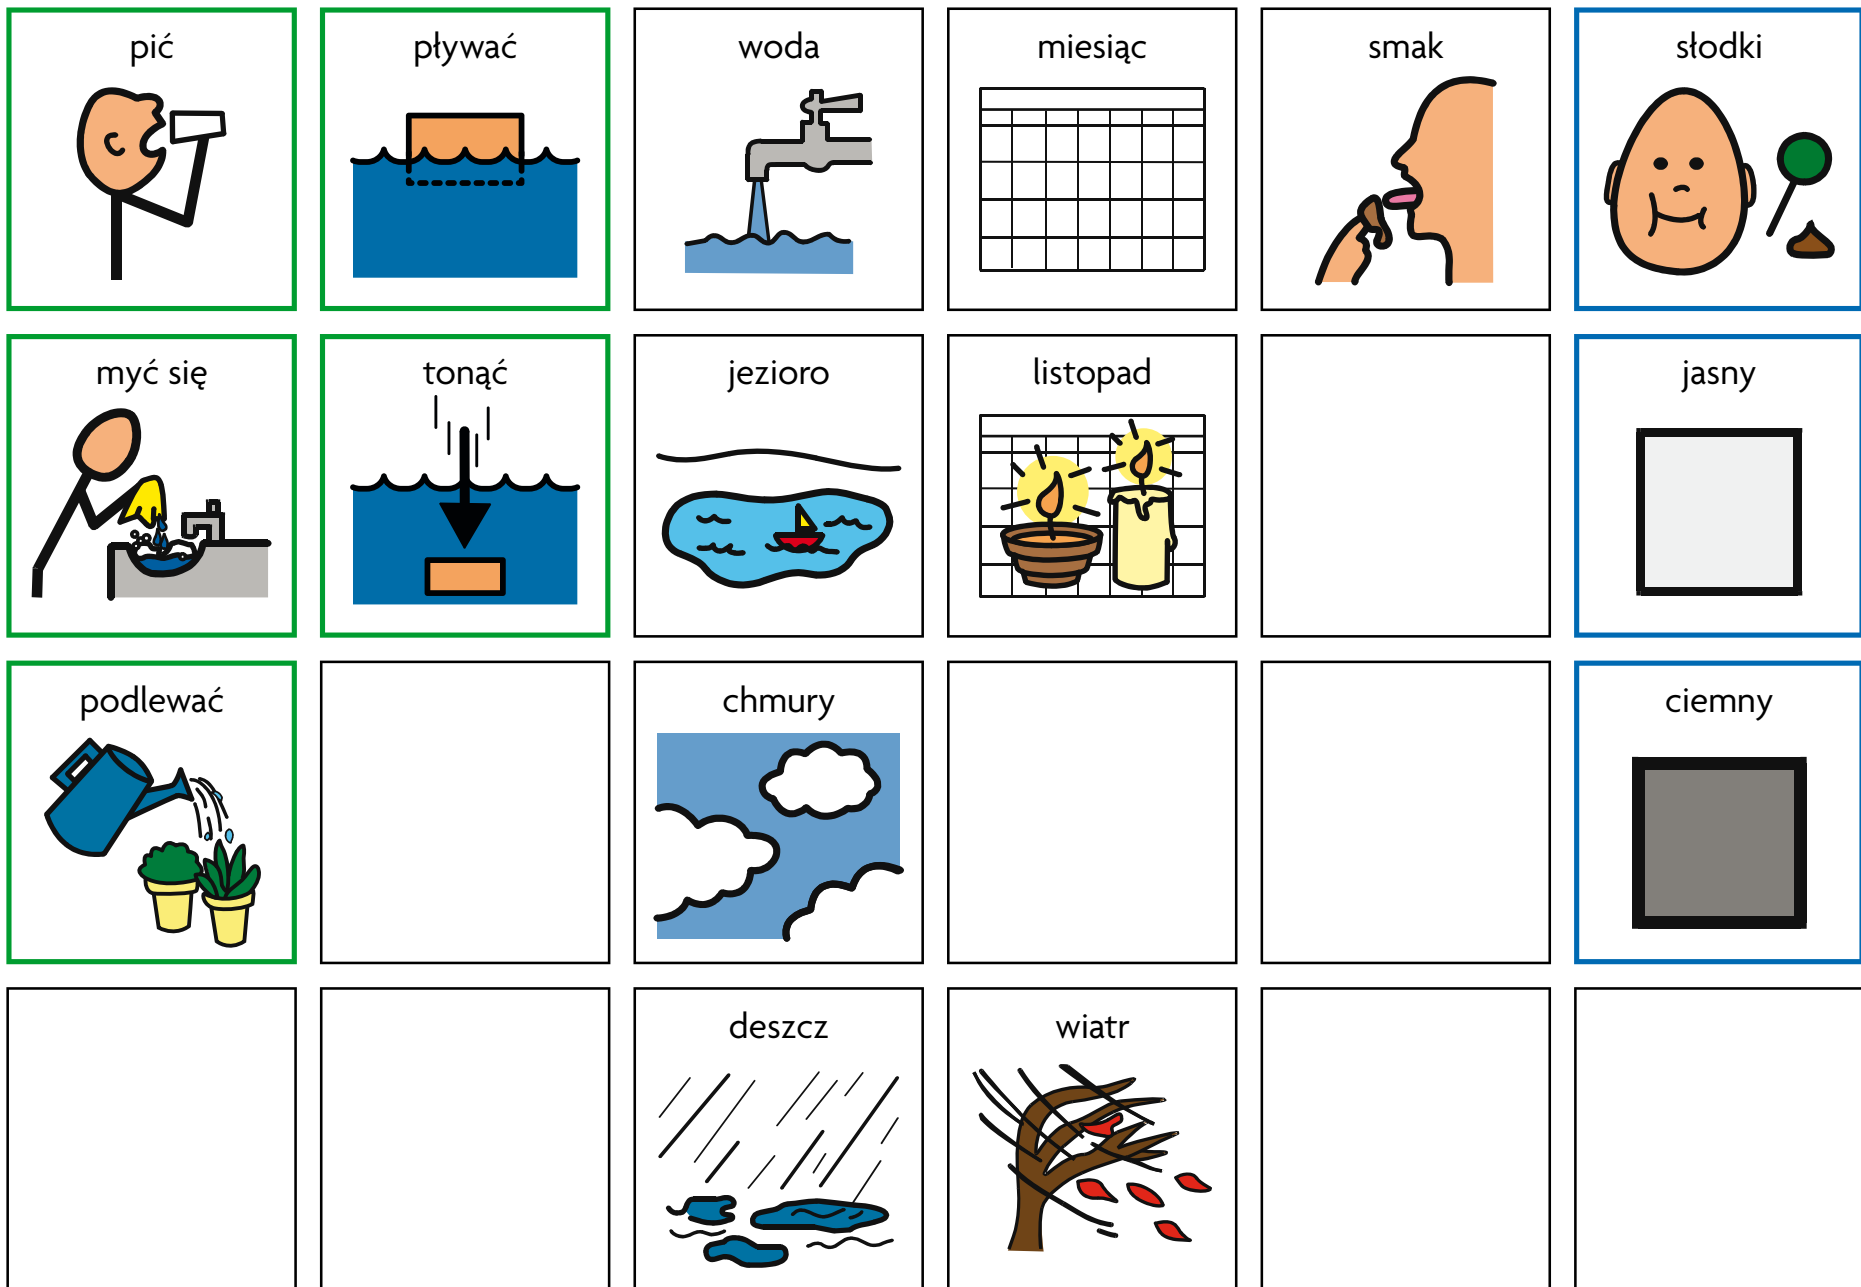 pić
pływać
woda
miesiąc
smak
słodki
myć się
tonąć
jezioro
listopad
jasny
podlewać
chmury
ciemny
deszcz
wiatr